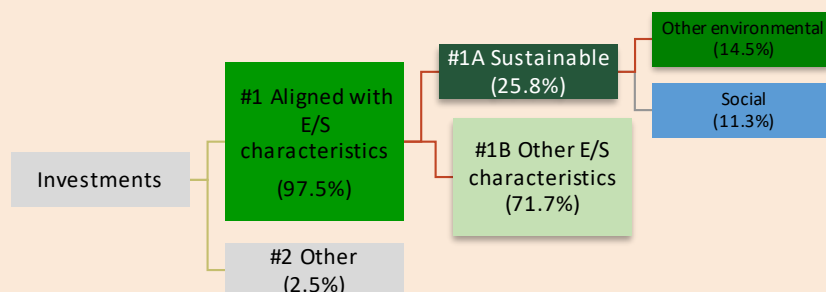 Investments
#1 Aligned with
E/S
characteristics
(97.5%)
#2 Other
(2.5%)
#1A Sustainable
(25.8%)
#1B Other E/S
characteristics
(71.7%)
Other environmental
(14.5%)
Social
(11.3%)